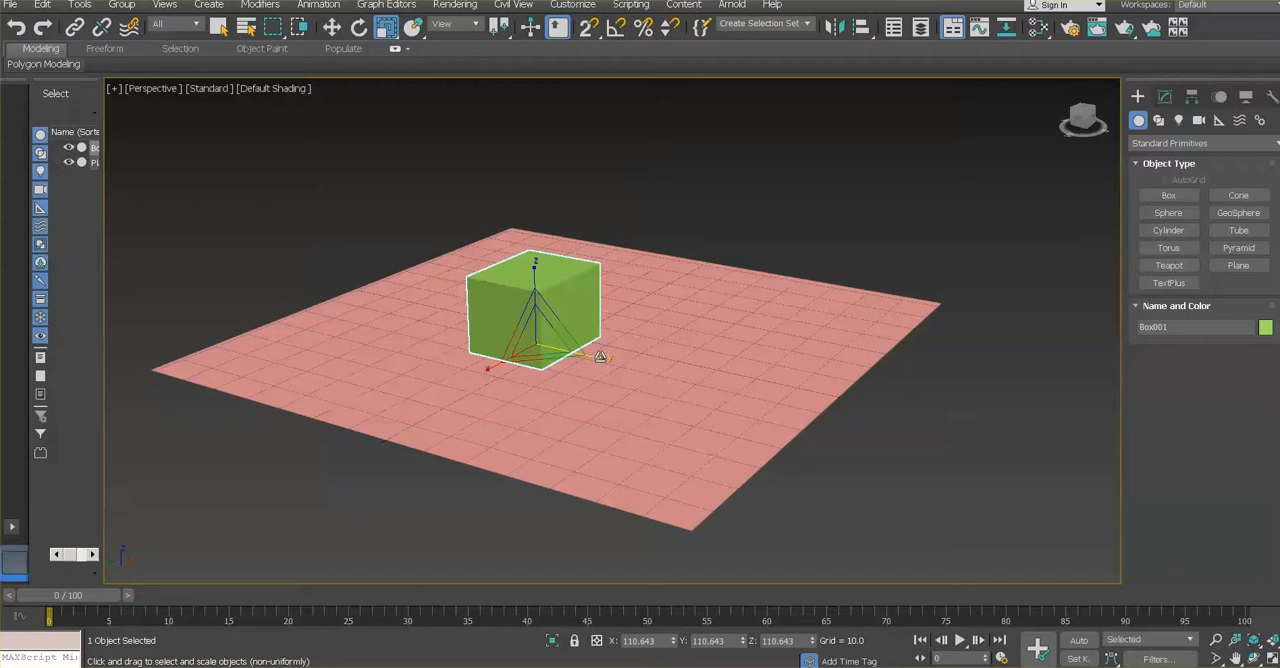 File Edit Tools Group Views Create Modifiers Animation Graph Editors Rendering Civil View Customize Scripting Content Arnold Help Sign In Workspaces: Default
All View Create Selection Set
Modeling Freeform Selection Object Paint Populate
Polygon Modeling
Select
Name (Sorte
Bo
Pl
[+] [Perspective] [Standard] [Default Shading]
z
x
y
Standard Primitives
Object Type
AutoGrid
Box Cone
Sphere GeoSphere
Cylinder Tube
Torus Pyramid
Teapot Plane
TextPlus
Name and Color
Box001
< 0 / 100 >
0 5 10 15 20 25 30 35 40 45 50 55 60 65 70 75 80 85 90 95 100
1 Object Selected X: 110.643 Y: 110.643 Z: 110.643 Grid = 10.0 Auto Selected
MAXScript Mi Click and drag to select and scale objects (non-uniformly) Add Time Tag 0 Set K. Filters...